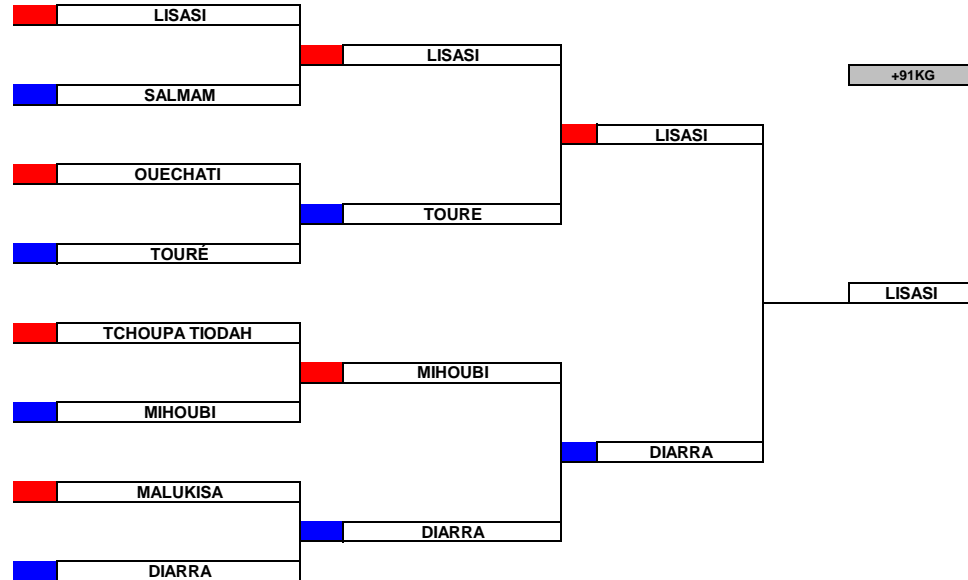 LISASI
LISASI
+91KG
SALMAM
LISASI
OUECHATI
TOURE
TOURÉ
LISASI
TCHOUPA TIODAH
MIHOUBI
MIHOUBI
DIARRA
MALUKISA
DIARRA
DIARRA